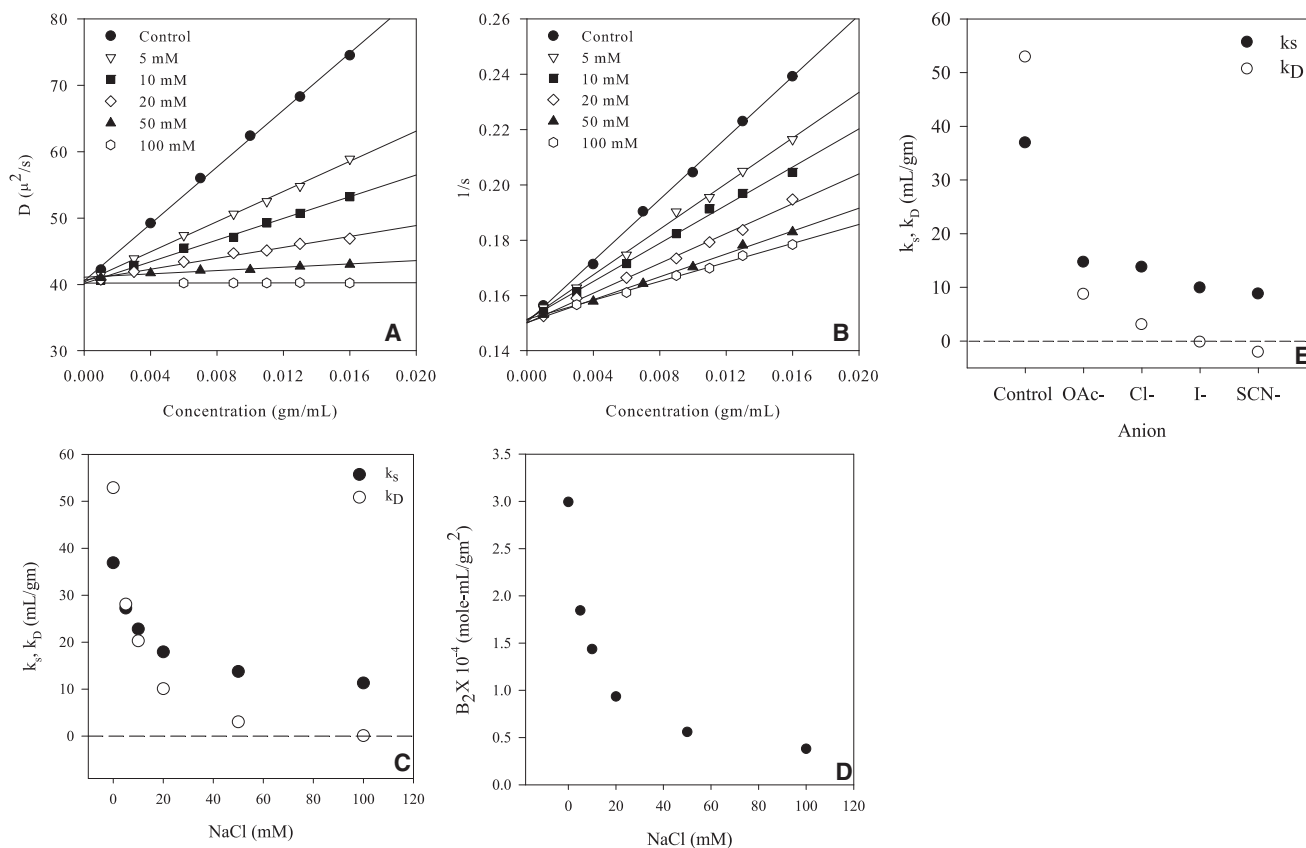 80
70
60
50
40
30
D (μ²/s)
Control
5 mM
10 mM
20 mM
50 mM
100 mM
A
0.000 0.004 0.008 0.012 0.016 0.020
Concentration (gm/mL)
0.26
0.24
0.22
0.20
0.18
0.16
0.14
1/s
Control
5 mM
10 mM
20 mM
50 mM
100 mM
B
0.000 0.004 0.008 0.012 0.016 0.020
Concentration (gm/mL)
60
50
40
30
20
10
0
kₛ, k_D (mL/gm)
ks
k_D
E
Control OAc- Cl- I- SCN-
Anion
60
50
40
30
20
10
0
kₛ, k_D (mL/gm)
kₛ
k_D
C
0 20 40 60 80 100 120
NaCl (mM)
3.5
3.0
2.5
2.0
1.5
1.0
0.5
0.0
B₂X 10⁻⁴ (mole-mL/gm²)
D
0 20 40 60 80 100 120
NaCl (mM)